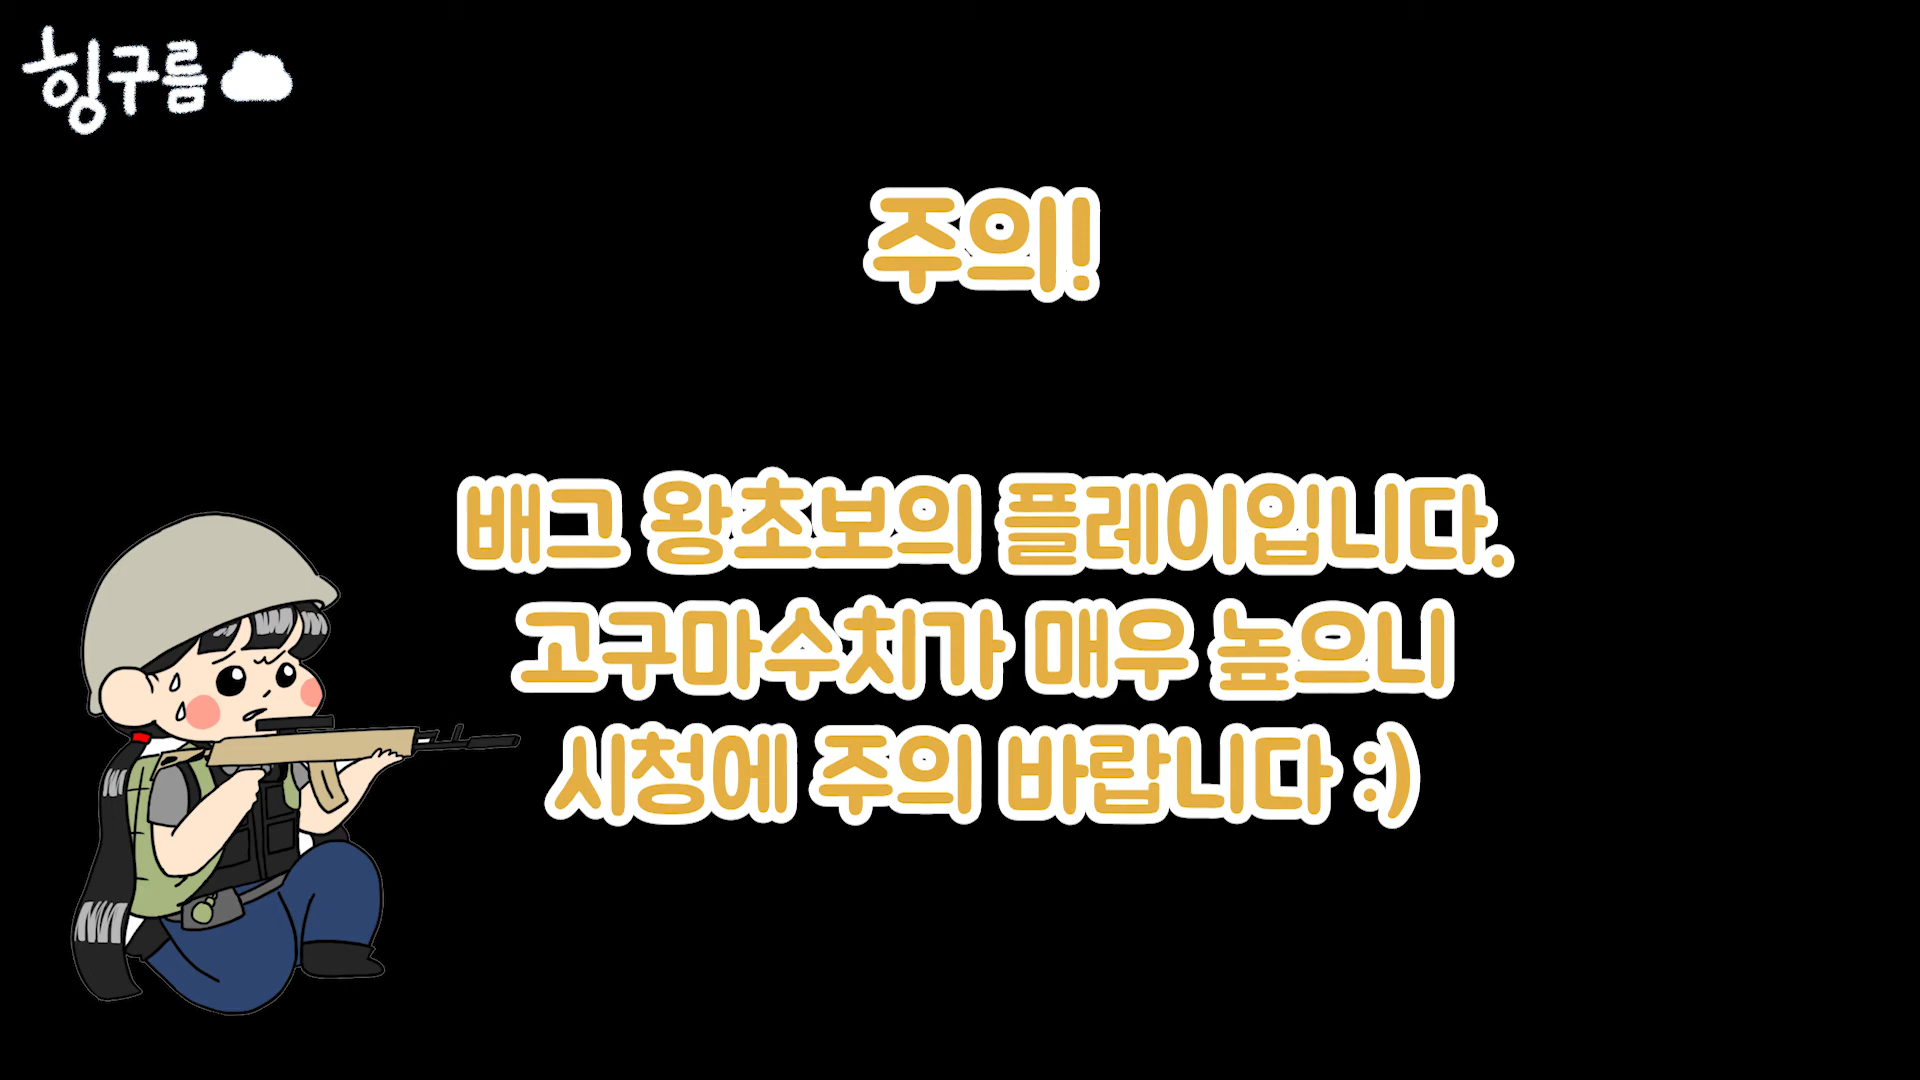 힝구름
주의!
배그 왕초보의 플레이입니다.
고구마수치가 매우 높으니
시청에 주의 바랍니다 :)